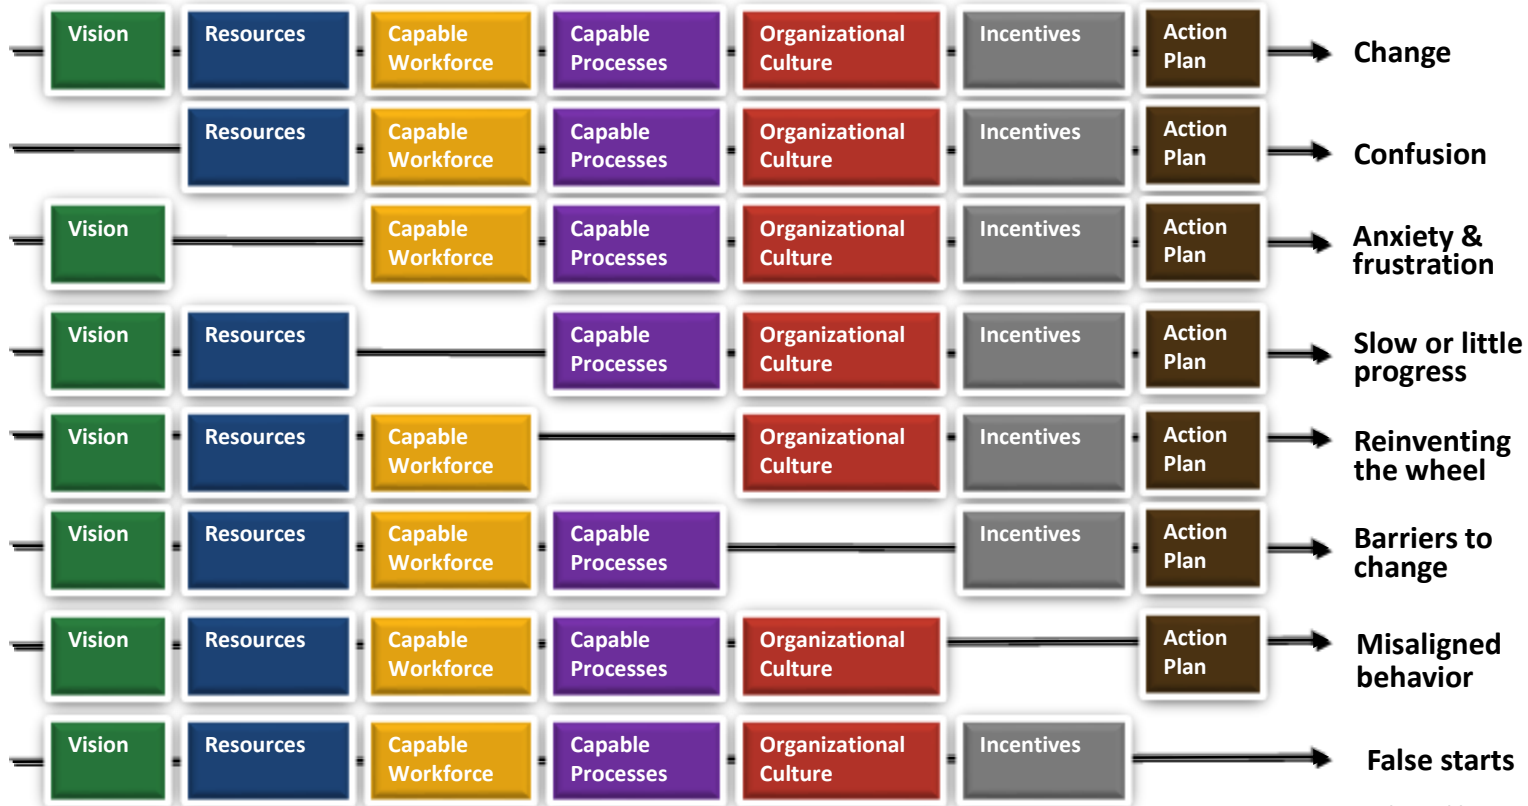 Vision Resources Capable Capable Organizational Incentives Action
Workforce Processes Culture Plan
Change
Resources Capable Capable Organizational Incentives Action
Workforce Processes Culture Plan
Confusion
Vision Capable Capable Organizational Incentives Action
Workforce Processes Culture Plan
Anxiety &
frustration
Vision Resources Capable Organizational Incentives Action
Processes Culture Plan
Slow or little
progress
Vision Resources Capable Organizational Incentives Action
Workforce Culture Plan
Reinventing
the wheel
Vision Resources Capable Capable Incentives Action
Workforce Processes Plan
Barriers to
change
Vision Resources Capable Capable Organizational Action
Workforce Processes Culture Plan
Misaligned
behavior
Vision Resources Capable Capable Organizational Incentives
Workforce Processes Culture
False starts